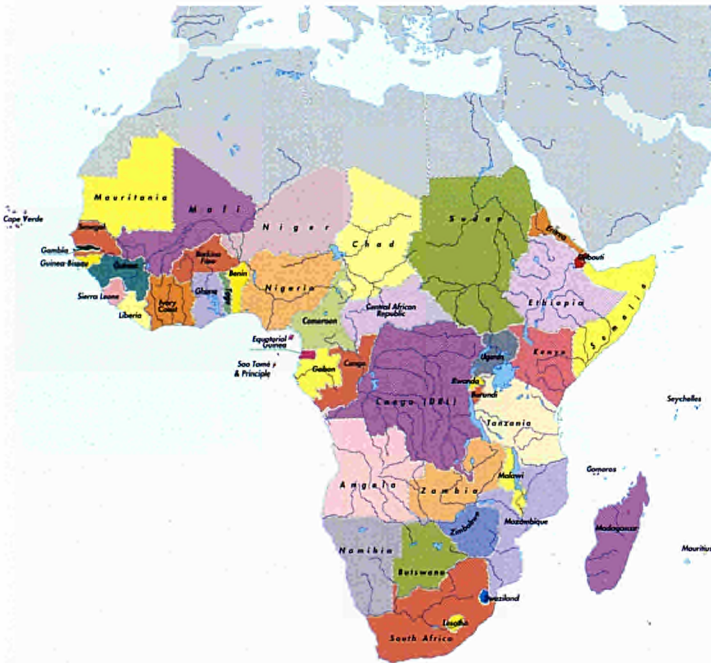 Mauritania
Mali
Niger
Chad
Sudan
Eritrea
Djibouti
Cape Verde
Senegal
Gambia
Guinea-Bissau
Guinea
Burkina
Faso
Benin
Nigeria
Ghana
Togo
Ivory
Coast
Sierra Leone
Liberia
Ethiopia
Somalia
Central African
Republic
Cameroon
Equatorial
Guinea
Sao Tomé
& Principle
Gabon
Congo
Congo (DRL)
Uganda
Kenya
Rwanda
Burundi
Tanzania
Seychelles
Comoros
Angola
Zambia
Malawi
Mozambique
Zimbabwe
Madagascar
Mauritius
Namibia
Botswana
Swaziland
Lesotho
South Africa